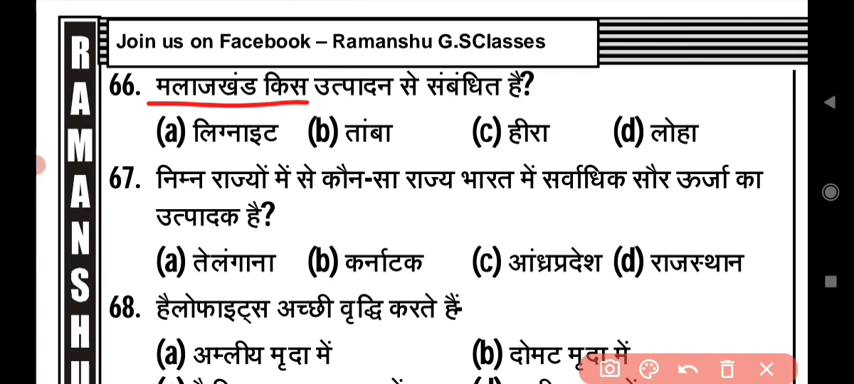 Join us on Facebook – Ramanshu G.SClasses
RAMANSHU
66. मलाजखंड किस उत्पादन से संबंधित है?
(a) लिग्नाइट (b) तांबा (c) हीरा (d) लोहा
67. निम्न राज्यों में से कौन-सा राज्य भारत में सर्वाधिक सौर ऊर्जा का
उत्पादक है?
(a) तेलंगाना (b) कर्नाटक (c) आंध्रप्रदेश (d) राजस्थान
68. हैलोफाइट्स अच्छी वृद्धि करते हैं-
(a) अम्लीय मृदा में (b) दोमट मृदा में